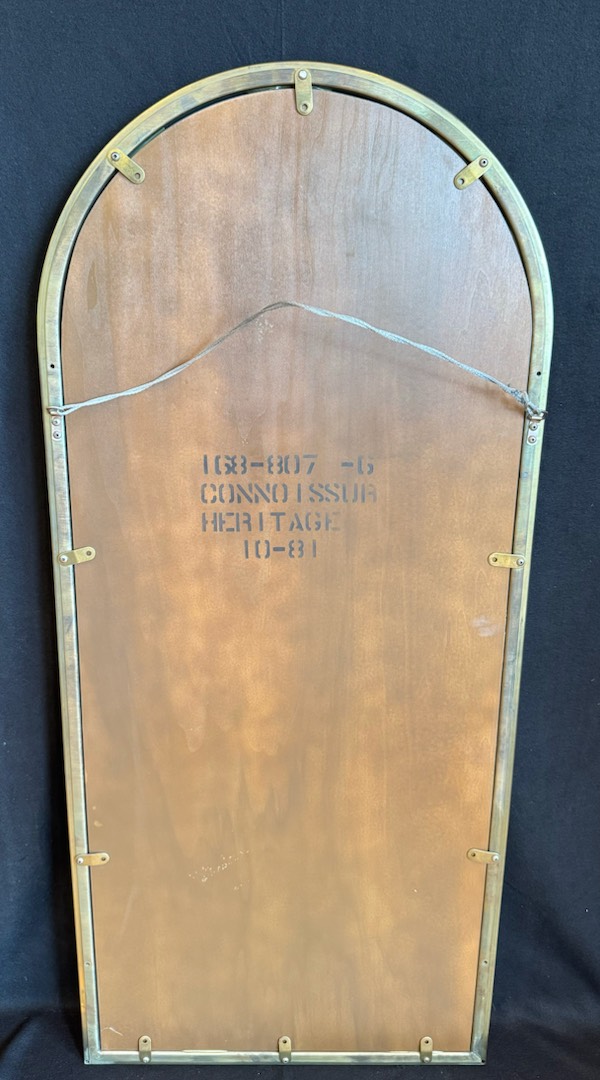 168-807 -6
CONNOISSUR
HERITAGE
10-81